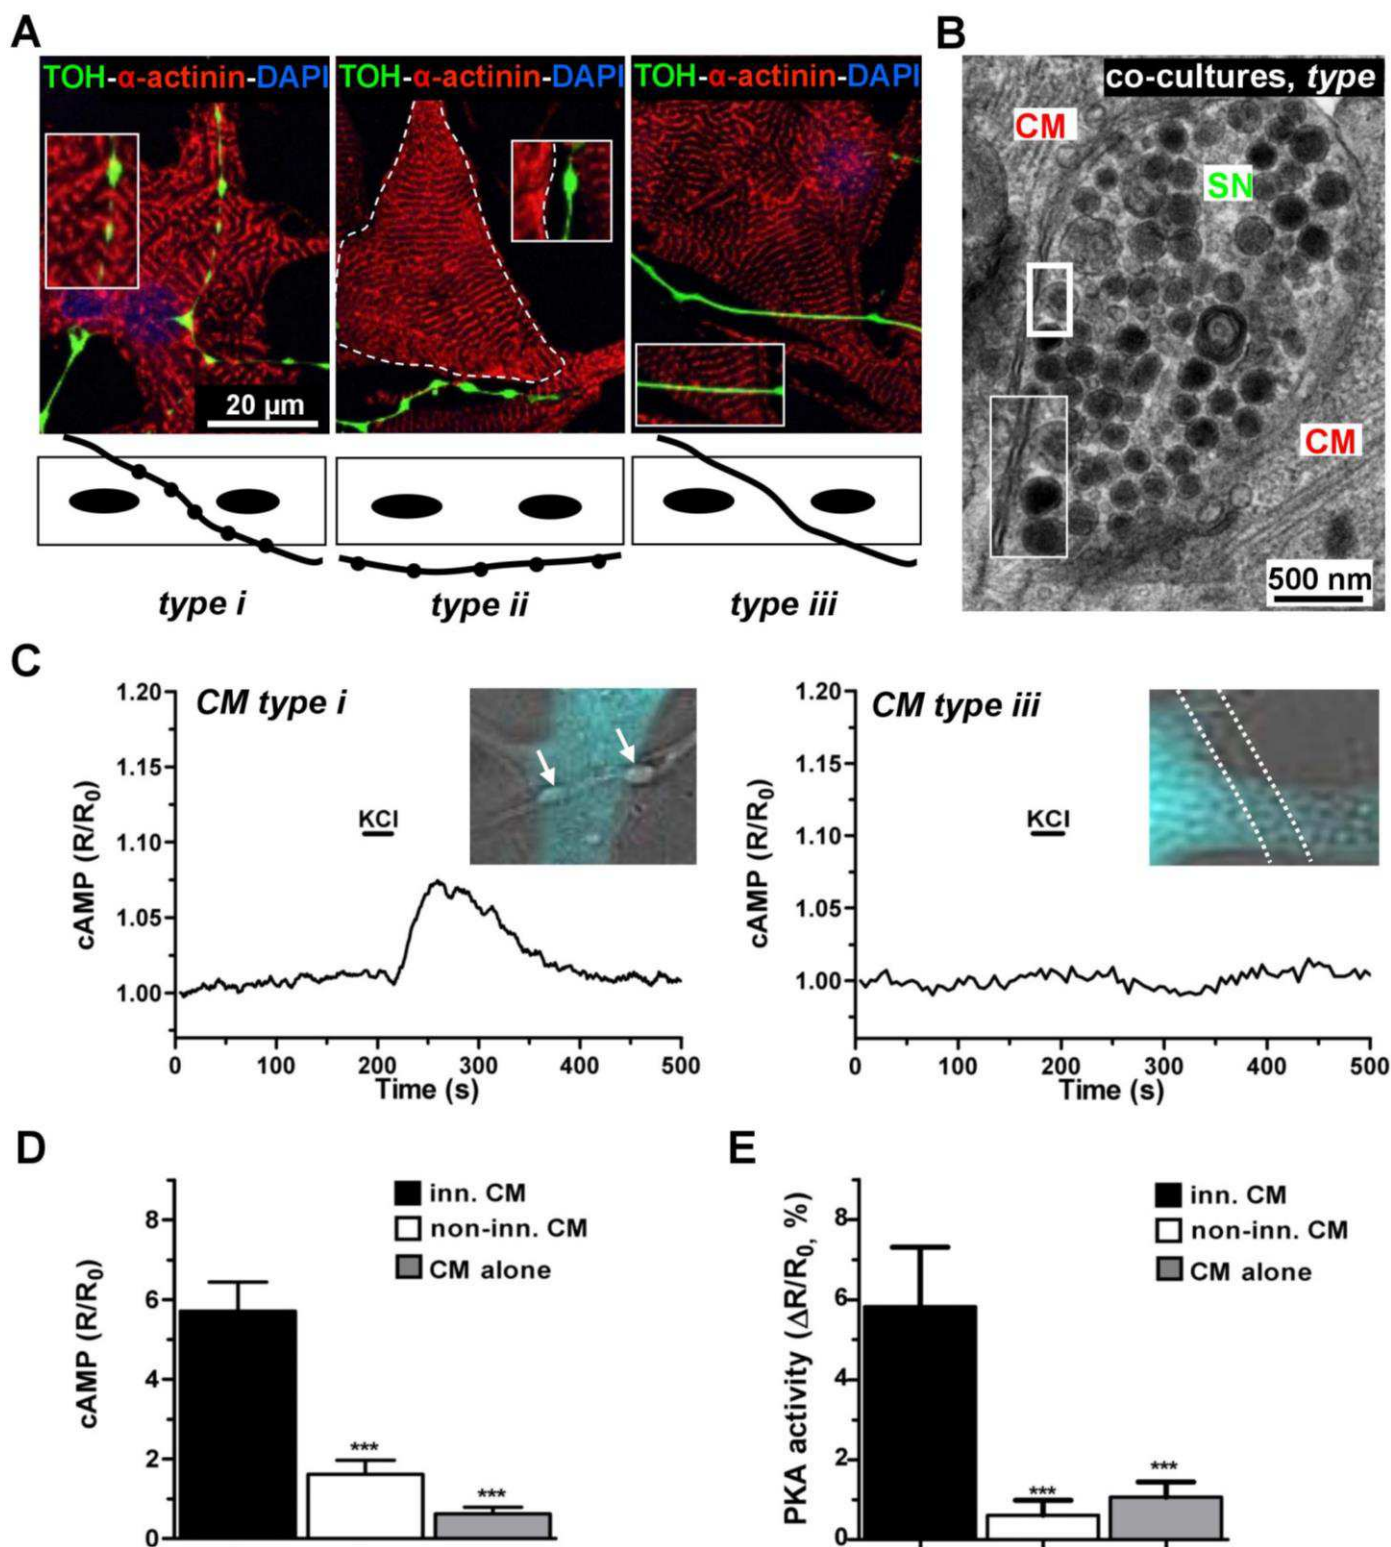 A
TOH-α-actinin-DAPI
TOH-α-actinin-DAPI
TOH-α-actinin-DAPI
20 µm
type i
type ii
type iii
B
co-cultures, type
CM
SN
CM
500 nm
C
CM type i
KCl
cAMP (R/R0)
1.20
1.15
1.10
1.05
1.00
0 100 200 300 400 500
Time (s)
CM type iii
KCl
cAMP (R/R0)
1.20
1.15
1.10
1.05
1.00
0 100 200 300 400 500
Time (s)
D
inn. CM
non-inn. CM
CM alone
cAMP (R/R0)
8
6
4
2
0
***
***
E
inn. CM
non-inn. CM
CM alone
PKA activity (ΔR/R0, %)
8
6
4
2
0
***
***